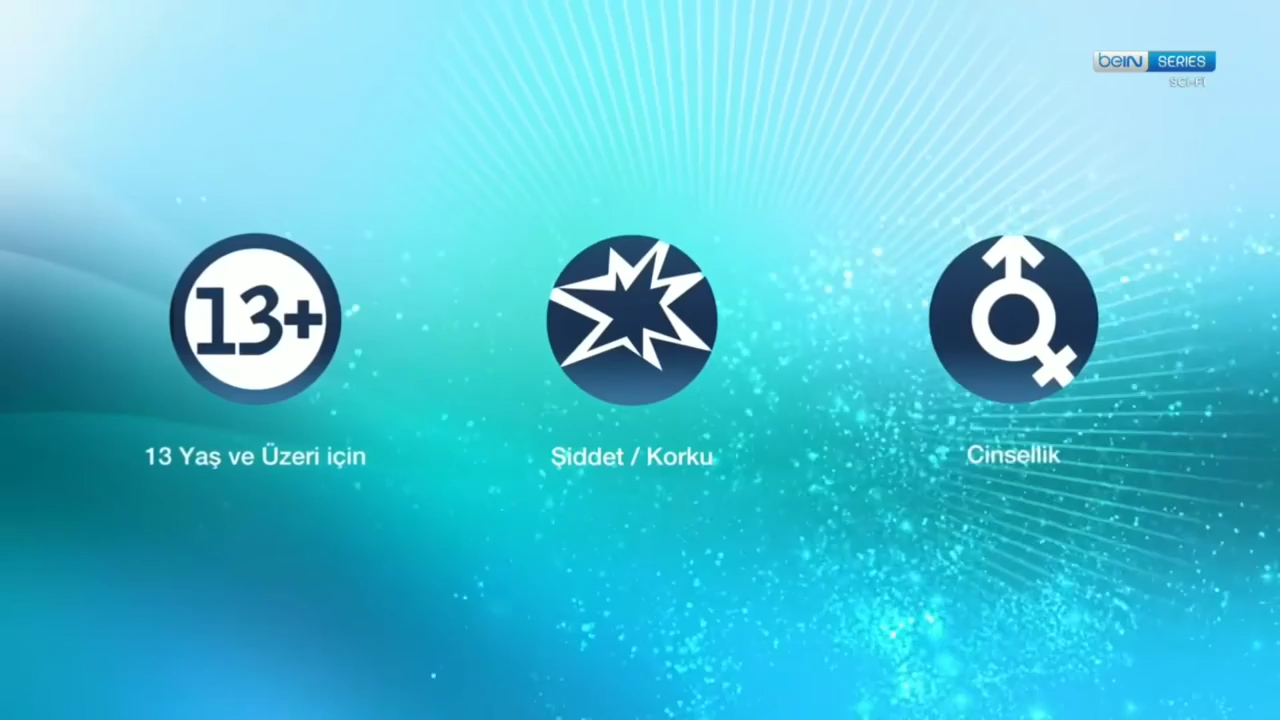 beIN SERIES
SCI-FI
13+
13 Yaş ve Üzeri için
Şiddet / Korku
Cinsellik